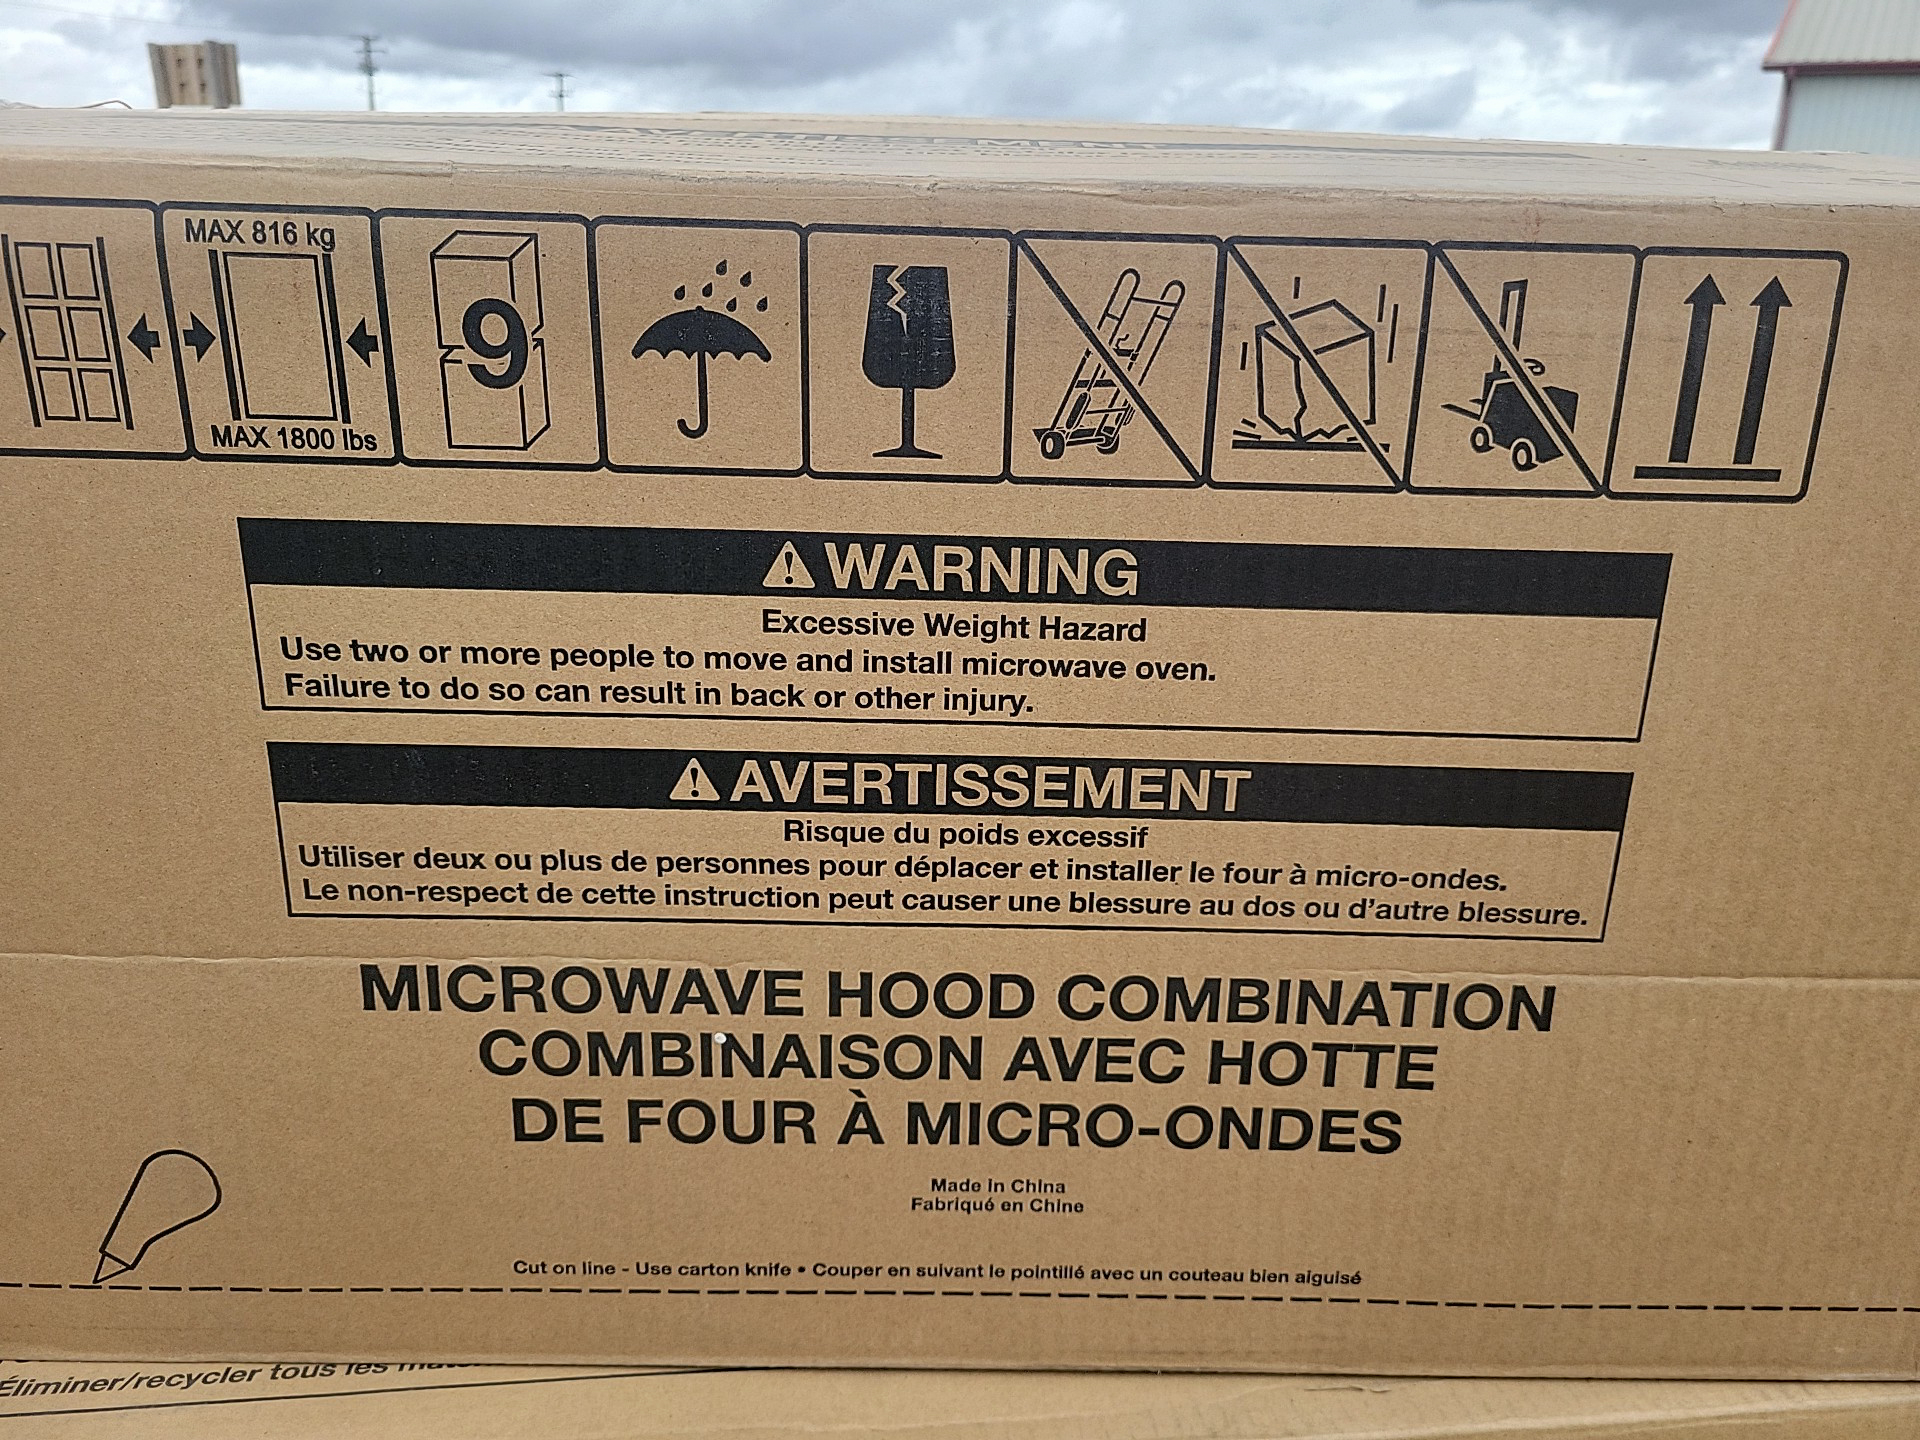 AVERTISSEMENT
MAX 816 kg
MAX 1800 lbs
9
WARNING
Excessive Weight Hazard
Use two or more people to move and install microwave oven.
Failure to do so can result in back or other injury.
AVERTISSEMENT
Risque du poids excessif
Utiliser deux ou plus de personnes pour déplacer et installer le four à micro-ondes.
Le non-respect de cette instruction peut causer une blessure au dos ou d'autre blessure.
MICROWAVE HOOD COMBINATION
COMBINAISON AVEC HOTTE
DE FOUR À MICRO-ONDES
Made in China
Fabriqué en Chine
Cut on line - Use carton knife • Couper en suivant le pointillé avec un couteau bien aiguisé
Éliminer/recycler tous les